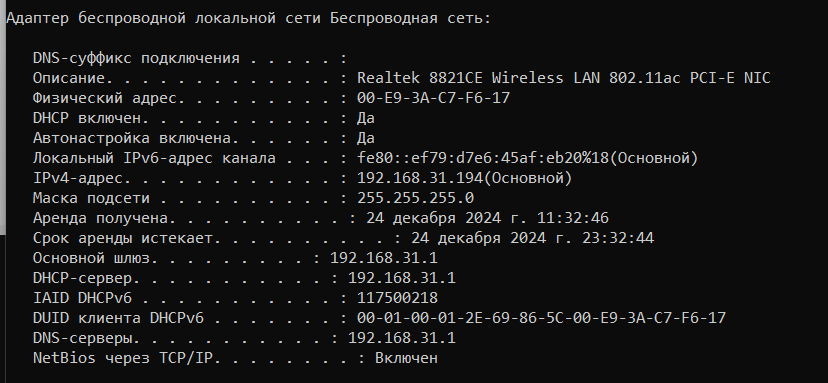 Адаптер беспроводной локальной сети Беспроводная сеть:
DNS-суффикс подключения . . . . . :
Описание. . . . . . . . . . . . . : Realtek 8821CE Wireless LAN 802.11ac PCI-E NIC
Физический адрес. . . . . . . . . : 00-E9-3A-C7-F6-17
DHCP включен. . . . . . . . . . . : Да
Автонастройка включена. . . . . . : Да
Локальный IPv6-адрес канала . . . : fe80::ef79:d7e6:45af:eb20%18(Основной)
IPv4-адрес. . . . . . . . . . . . : 192.168.31.194(Основной)
Маска подсети . . . . . . . . . . : 255.255.255.0
Аренда получена. . . . . . . . . . : 24 декабря 2024 г. 11:32:46
Срок аренды истекает. . . . . . . . . . : 24 декабря 2024 г. 23:32:44
Основной шлюз. . . . . . . . . : 192.168.31.1
DHCP-сервер. . . . . . . . . . . : 192.168.31.1
IAID DHCPv6 . . . . . . . . . . . : 117500218
DUID клиента DHCPv6 . . . . . . . : 00-01-00-01-2E-69-86-5C-00-E9-3A-C7-F6-17
DNS-серверы. . . . . . . . . . . : 192.168.31.1
NetBios через TCP/IP. . . . . . . . : Включен